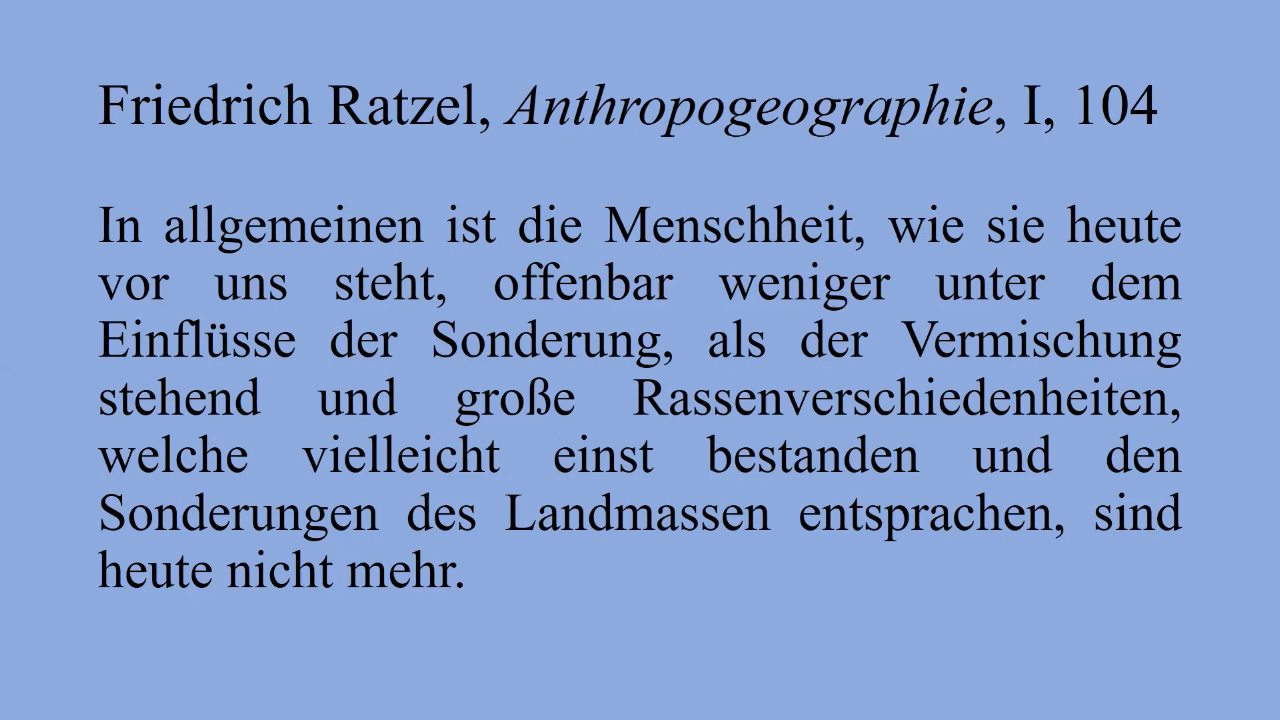 Friedrich Ratzel, Anthropogeographie, I, 104
In allgemeinen ist die Menschheit, wie sie heute
vor uns steht, offenbar weniger unter dem
Einflüsse der Sonderung, als der Vermischung
stehend und große Rassenverschiedenheiten,
welche vielleicht einst bestanden und den
Sonderungen des Landmassen entsprachen, sind
heute nicht mehr.